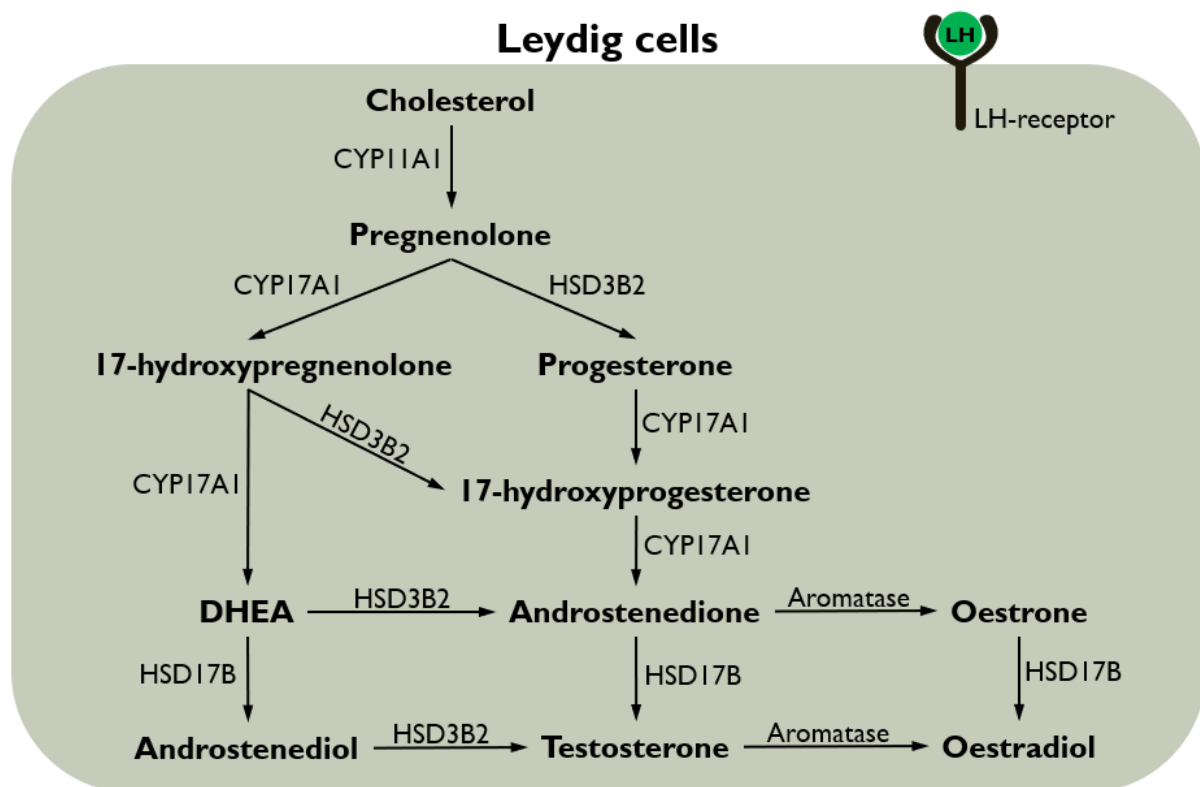 Leydig cells
LH
LH-receptor
Cholesterol
CYP11A1
Pregnenolone
CYP17A1
HSD3B2
17-hydroxypregnenolone
Progesterone
HSD3B2
CYP17A1
CYP17A1
17-hydroxyprogesterone
CYP17A1
DHEA
HSD3B2
Androstenedione
Aromatase
Oestrone
HSD17B
HSD17B
HSD17B
Androstenediol
HSD3B2
Testosterone
Aromatase
Oestradiol